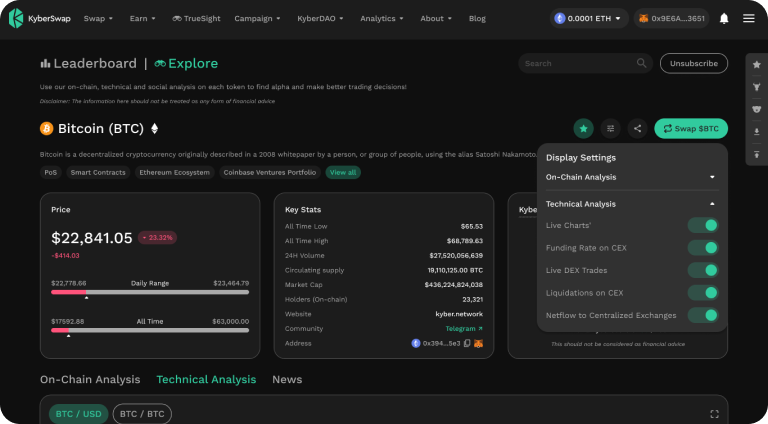 KyberSwap
Swap
Earn
TrueSight
Campaign
KyberDAO
Analytics
About
Blog
0.0001 ETH
0x9E6A...3651
Leaderboard | Explore
Search
Unsubscribe
Use our on-chain, technical and social analysis on each token to find alpha and make better trading decisions!
Disclaimer: The information here should not be treated as any form of financial advice
Bitcoin (BTC)
Swap $BTC
Bitcoin is a decentralized cryptocurrency originally described in a 2008 whitepaper by a person, or group of people, using the alias Satoshi Nakamoto.
PoS
Smart Contracts
Ethereum Ecosystem
Coinbase Ventures Portfolio
View all
Display Settings
On-Chain Analysis
Technical Analysis
Live Charts'
Funding Rate on CEX
Live DEX Trades
Liquidations on CEX
Netflow to Centralized Exchanges
Price
$22,841.05
33.32%
-$414.03
$22,778.66 Daily Range $23,464.79
$17592.88 All Time $63,000.00
Key Stats
All Time Low $65.53
All Time High $68,789.63
24H Volume $27,520,056,639
Circulating supply 19,110,125.00 BTC
Market Cap $436,224,824,038
Holders (On-chain) 23,321
Website kyber.network
Community Telegram
Address 0x394...5e3
Kyber
This should not be considered as financial advice
On-Chain Analysis
Technical Analysis
News
BTC / USD
BTC / BTC